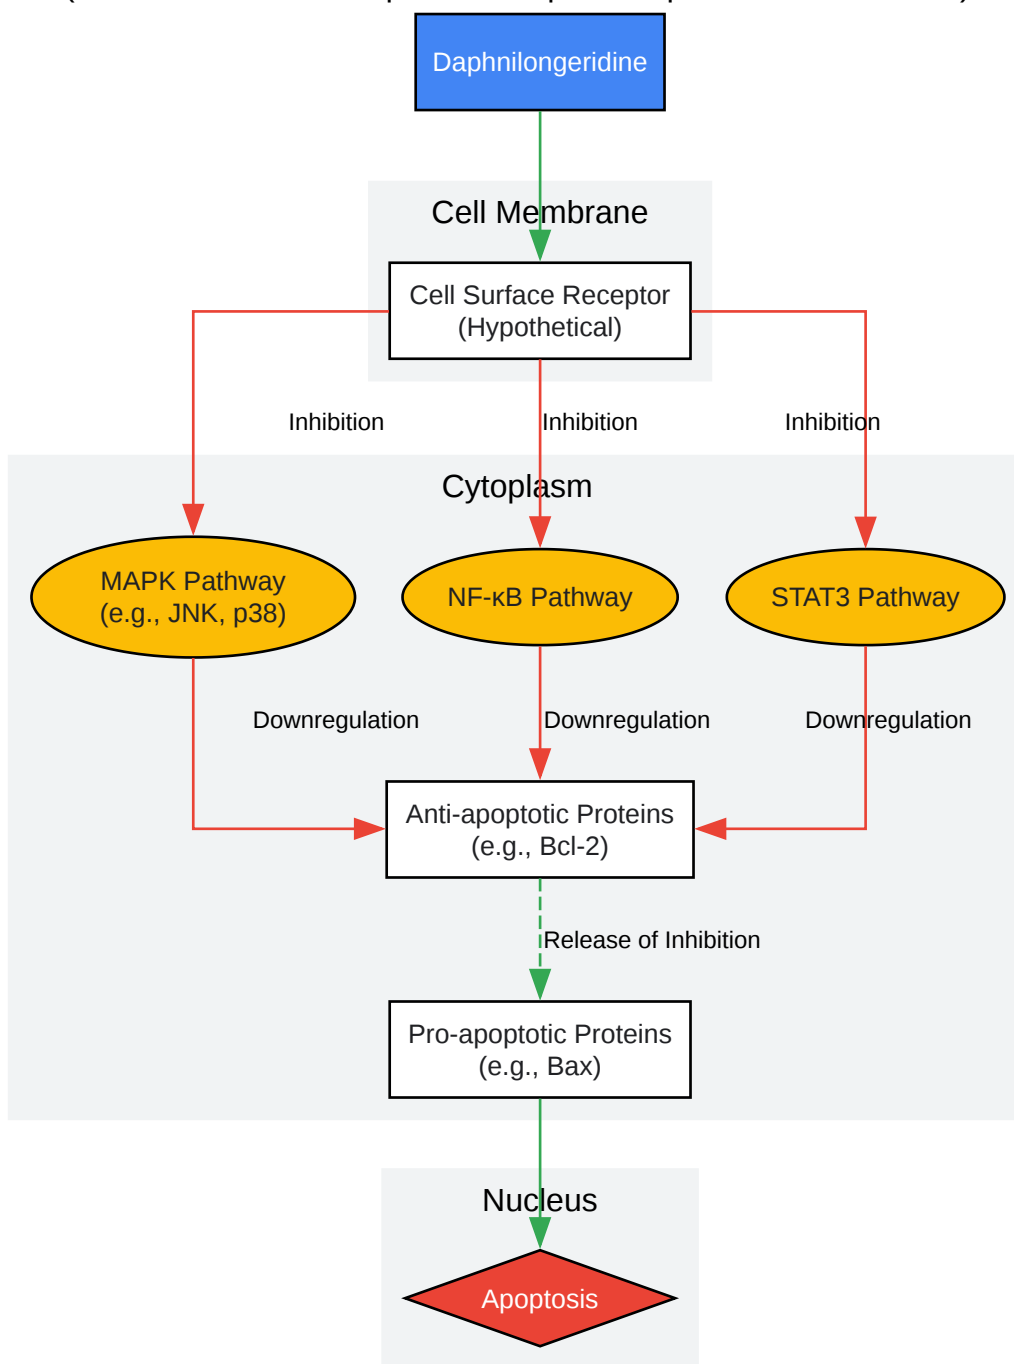 Daphnilongeridine
Cell Membrane
Cell Surface Receptor
(Hypothetical)
Inhibition
Inhibition
Inhibition
Cytoplasm
MAPK Pathway
(e.g., JNK, p38)
NF-κB Pathway
STAT3 Pathway
Downregulation
Downregulation
Downregulation
Anti-apoptotic Proteins
(e.g., Bcl-2)
Release of Inhibition
Pro-apoptotic Proteins
(e.g., Bax)
Nucleus
Apoptosis